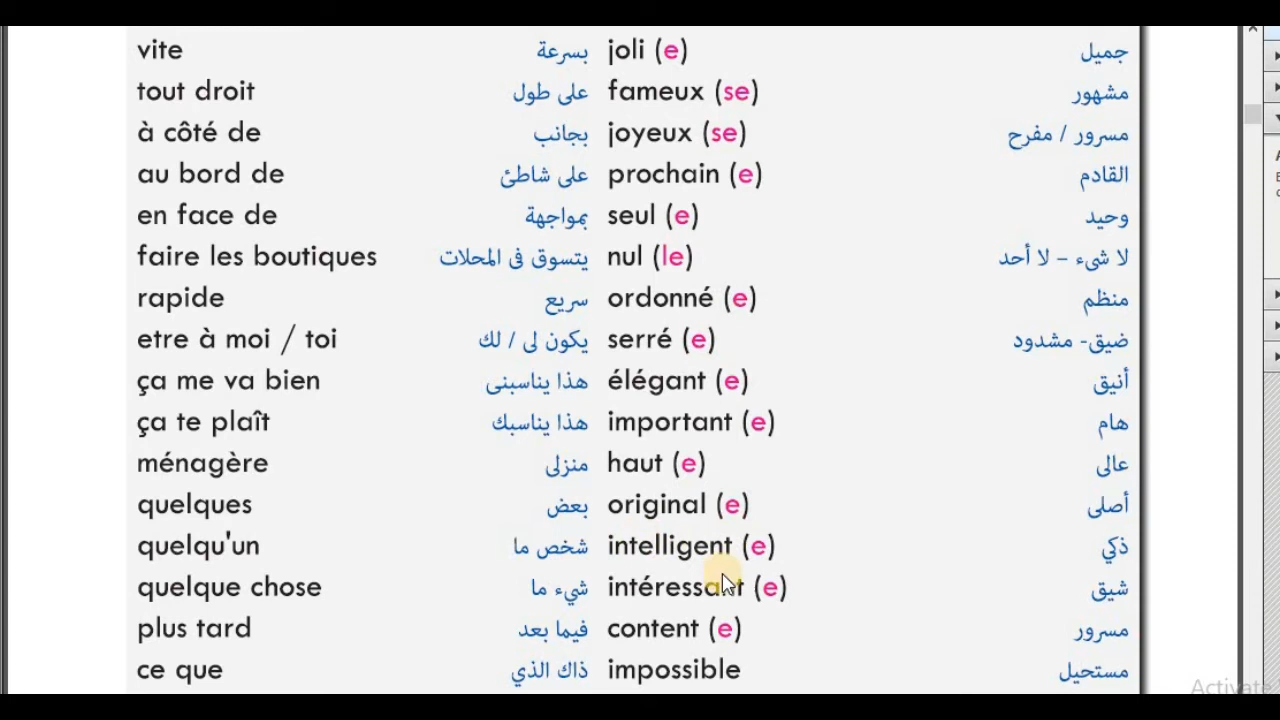 vite بسرعة joli (e) جميل
tout droit على طول fameux (se) مشهور
à côté de بجانب joyeux (se) مسرور / مفرح
au bord de على شاطئ prochain (e) القادم
en face de بمواجهة seul (e) وحيد
faire les boutiques يتسوق فى المحلات nul (le) لا شىء – لا أحد
rapide سريع ordonné (e) منظم
etre à moi / toi يكون لى / لك serré (e) ضيق- مشدود
ça me va bien هذا يناسبنى élégant (e) أنيق
ça te plaît هذا يناسبك important (e) هام
ménagère منزلى haut (e) عالى
quelques بعض original (e) أصلى
quelqu'un شخص ما intelligent (e) ذكي
quelque chose شيء ما intéressant (e) شيق
plus tard فيما بعد content (e) مسرور
ce que ذاك الذي impossible مستحيل
Activate